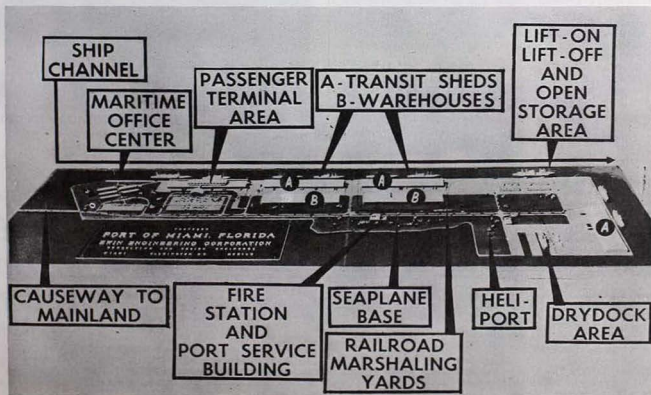 SHIP
CHANNEL
MARITIME
OFFICE
CENTER
PASSENGER
TERMINAL
AREA
A-TRANSIT SHEDS
B-WAREHOUSES
LIFT-ON
LIFT-OFF
AND
OPEN
STORAGE
AREA
A
B
A
B
A
PORT OF MIAMI, FLORIDA
ENGINEERING CORPORATION
CAUSEWAY TO
MAINLAND
FIRE
STATION
AND
PORT SERVICE
BUILDING
SEAPLANE
BASE
RAILROAD
MARSHALING
YARDS
HELI-
PORT
DRYDOCK
AREA